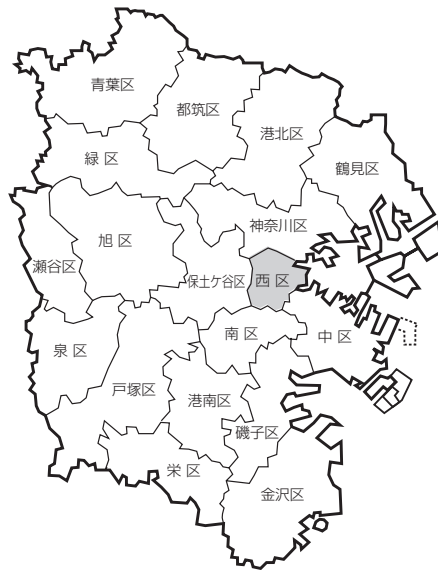 青葉区
都筑区
港北区
緑 区
鶴見区
神奈川区
旭 区
瀬谷区
保土ケ谷区
西 区
南 区
中 区
泉 区
戸塚区
港南区
磯子区
栄 区
金沢区